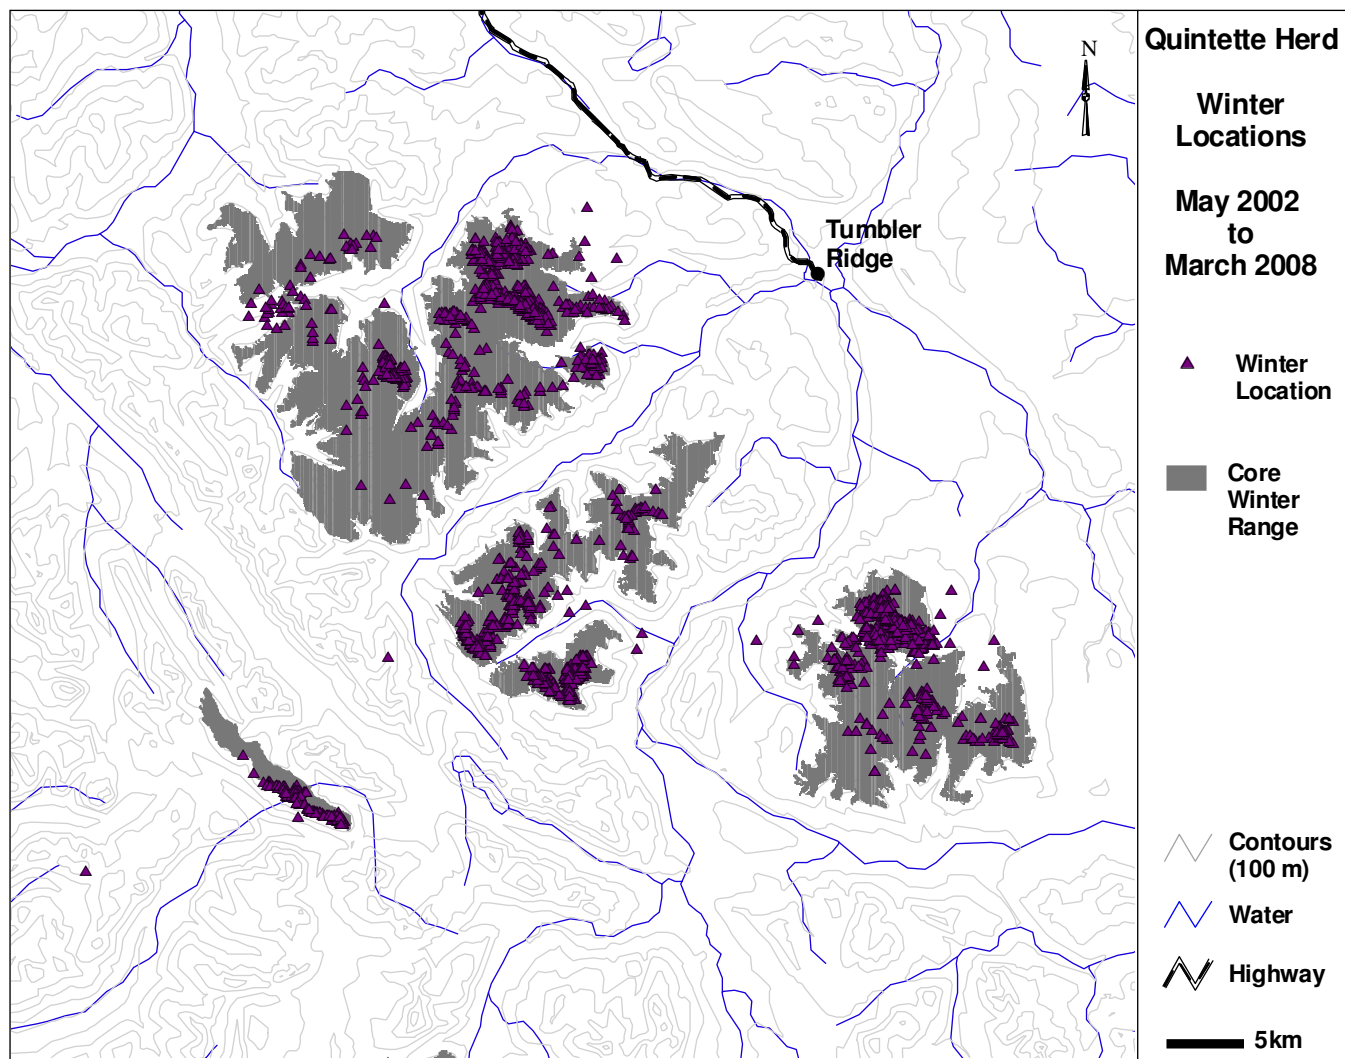 Quintette Herd
Winter
Locations
May 2002
to
March 2008
N
Tumbler
Ridge
Winter
Location
Core
Winter
Range
Contours
(100 m)
Water
Highway
5km